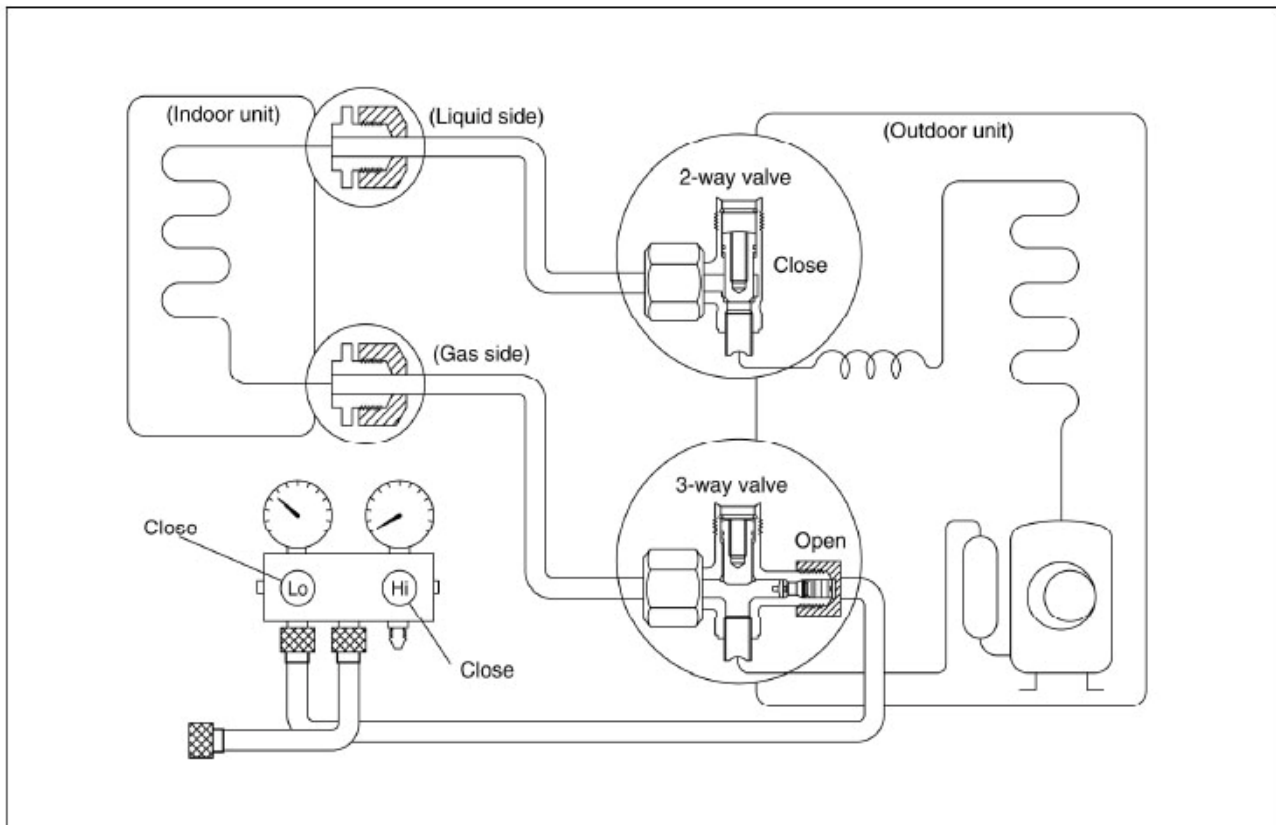 (Indoor unit)
(Liquid side)
(Outdoor unit)
2-way valve
Close
(Gas side)
3-way valve
Open
Close
Lo
Hi
Close